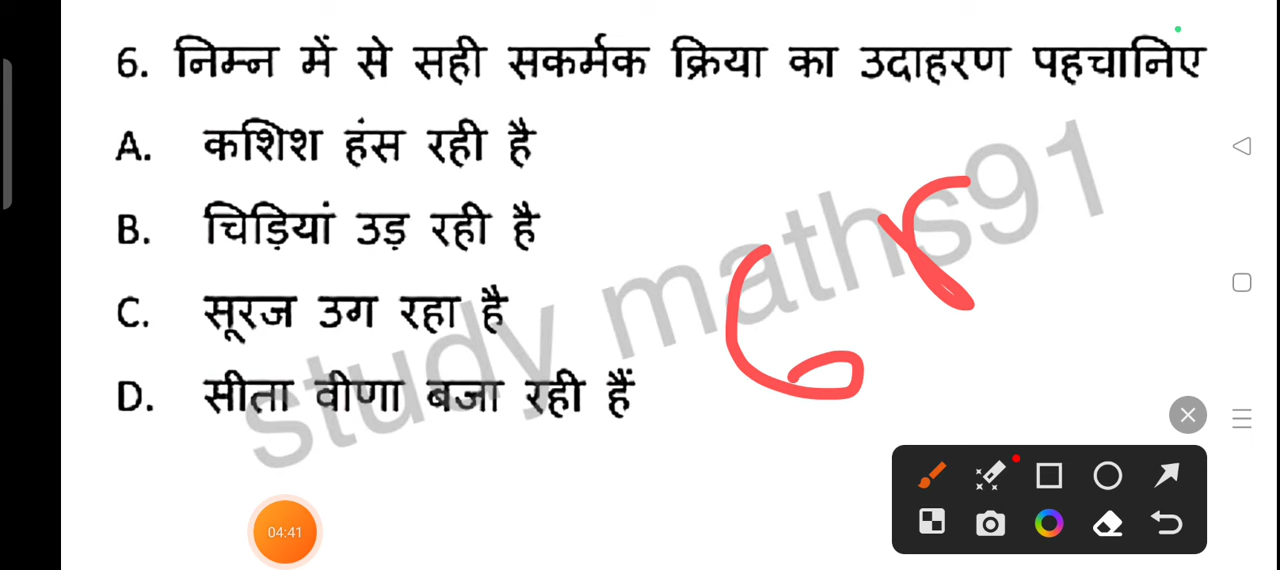 6. निम्न में से सही सकर्मक क्रिया का उदाहरण पहचानिए
A. कशिश हंस रही है
B. चिड़ियां उड़ रही है
C. सूरज उग रहा है
D. सीता वीणा बजा रही हैं
study maths91
04:41